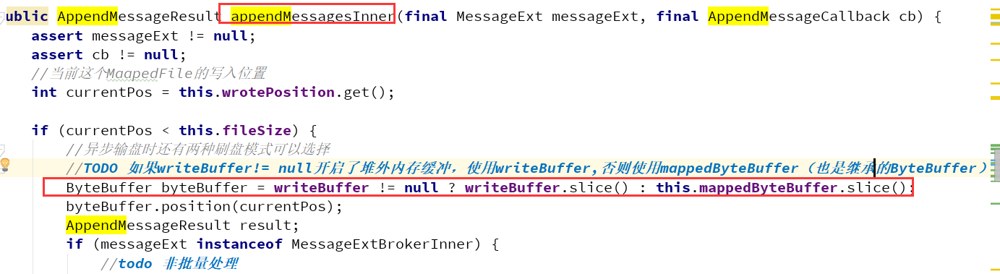 ublic AppendMessageResult appendMessagesInner(final MessageExt messageExt, final AppendMessageCallback cb) {
assert messageExt != null;
assert cb != null;
//当前这个MaapedFile的写入位置
int currentPos = this.wrotePosition.get();
if (currentPos < this.fileSize) {
//异步输盘时还有两种刷盘模式可以选择
//TODO 如果writeBuffer!= null开启了堆外内存缓冲，使用writeBuffer,否则使用mappedByteBuffer（也是继承的ByteBuffer）
ByteBuffer byteBuffer = writeBuffer != null ? writeBuffer.slice() : this.mappedByteBuffer.slice();
byteBuffer.position(currentPos);
AppendMessageResult result;
if (messageExt instanceof MessageExtBrokerInner) {
//todo 非批量处理